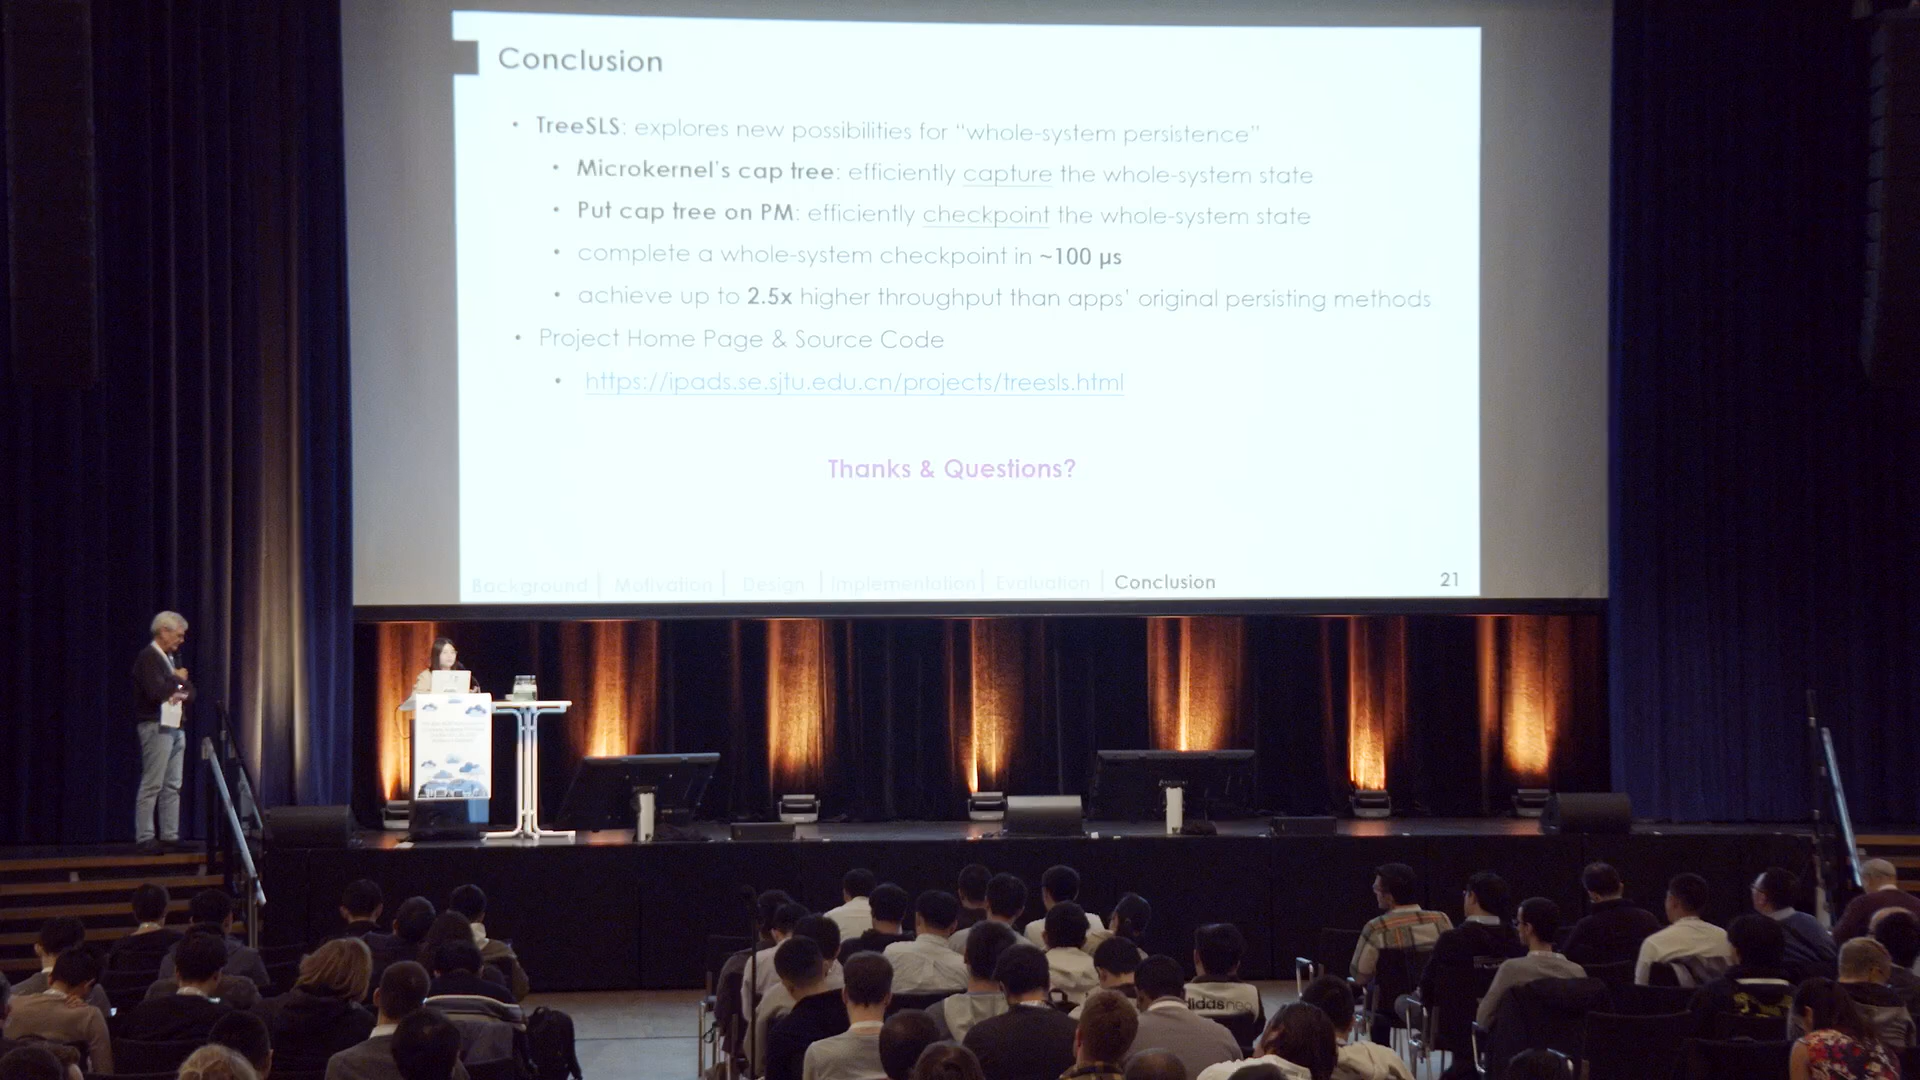 Conclusion
• TreeSLS: explores new possibilities for “whole-system persistence”
• Microkernel's cap tree: efficiently capture the whole-system state
• Put cap tree on PM: efficiently checkpoint the whole-system state
• complete a whole-system checkpoint in ~100 µs
• achieve up to 2.5x higher throughput than apps' original persisting methods
• Project Home Page & Source Code
• https://ipads.se.sjtu.edu.cn/projects/treesls.html
Thanks & Questions?
Background | Motivation | Design | Implementation | Evaluation | Conclusion 21
adidas neo